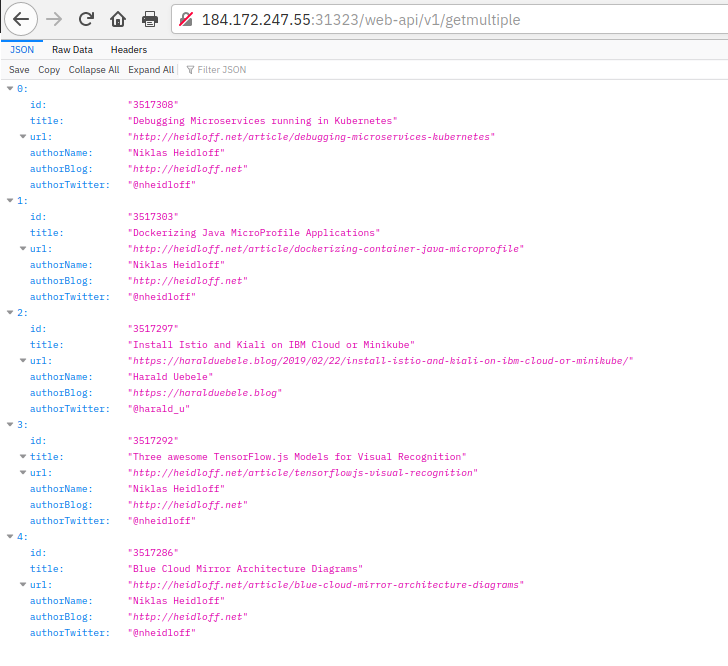 184.172.247.55:31323/web-api/v1/getmultiple
JSON Raw Data Headers
Save Copy Collapse All Expand All Filter JSON
0:
id: "3517308"
title: "Debugging Microservices running in Kubernetes"
url: "http://heidloff.net/article/debugging-microservices-kubernetes"
authorName: "Niklas Heidloff"
authorBlog: "http://heidloff.net"
authorTwitter: "@nheidloff"
1:
id: "3517303"
title: "Dockerizing Java MicroProfile Applications"
url: "http://heidloff.net/article/dockerizing-container-java-microprofile"
authorName: "Niklas Heidloff"
authorBlog: "http://heidloff.net"
authorTwitter: "@nheidloff"
2:
id: "3517297"
title: "Install Istio and Kiali on IBM Cloud or Minikube"
url: "https://haralduebele.blog/2019/02/22/install-istio-and-kiali-on-ibm-cloud-or-minikube/"
authorName: "Harald Uebele"
authorBlog: "https://haralduebele.blog"
authorTwitter: "@harald_u"
3:
id: "3517292"
title: "Three awesome TensorFlow.js Models for Visual Recognition"
url: "http://heidloff.net/article/tensorflowjs-visual-recognition"
authorName: "Niklas Heidloff"
authorBlog: "http://heidloff.net"
authorTwitter: "@nheidloff"
4:
id: "3517286"
title: "Blue Cloud Mirror Architecture Diagrams"
url: "http://heidloff.net/article/blue-cloud-mirror-architecture-diagrams"
authorName: "Niklas Heidloff"
authorBlog: "http://heidloff.net"
authorTwitter: "@nheidloff"